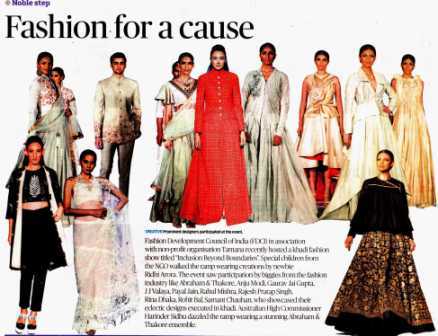 Noble step
Fashion for a cause
CREATIVE Prominent designers participated at the event.
Fashion Development Council of India (FDCI) in association
with non-profit organisation Tamana recently hosted a khadi fashion
show titled "Inclusion Beyond Boundaries". Special children from
the NGO walked the ramp wearing creations by newbie
Ridhi Arora. The event saw participation by biggies from the fashion
industry like Abraham & Thakore, Anju Modi, Gaurav Jai Gupta,
J J Valaya, Payal Jain, Rahul Mishra, Rajesh Pratap Singh,
Rina Dhaka, Rohit Bal, Samant Chauhan, who showcased their
eclectic designs executed in khadi. Australian High Commissioner
Harinder Sidhu dazzled the ramp wearing a stunning Abraham &
Thakore ensemble.